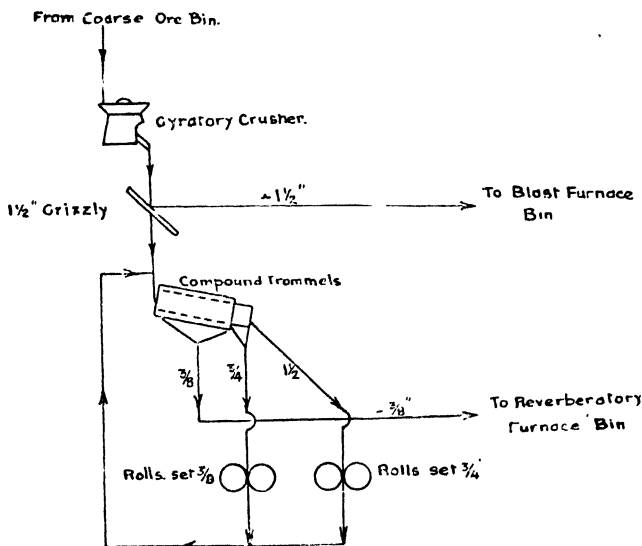 From Coarse Ore Bin.
Gyratory Crusher.
~ 1½"
1½" Grizzly
To Blast Furnace
Bin
Compound Trommels
3/8
3/4
1½
- 3/8"
To Reverberatory
Furnace Bin
Rolls. set 3/8
Rolls set 3/4"